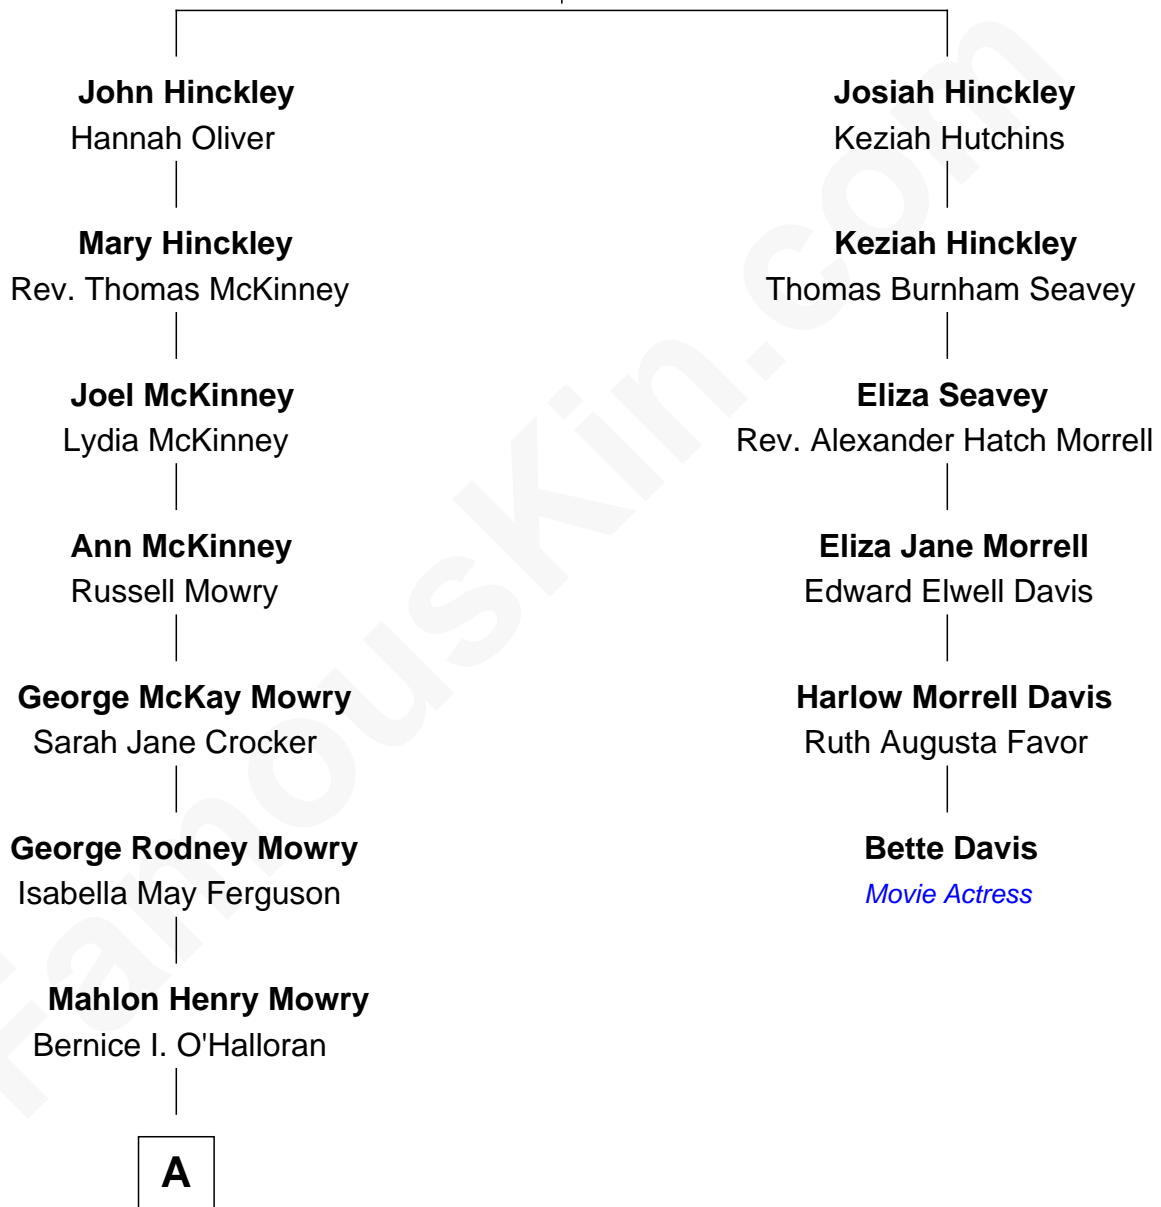 John Hinckley
Hannah Oliver
Mary Hinckley
Rev. Thomas McKinney
Joel McKinney
Lydia McKinney
Ann McKinney
Russell Mowry
George McKay Mowry
Sarah Jane Crocker
George Rodney Mowry
Isabella May Ferguson
Mahlon Henry Mowry
Bernice I. O'Halloran
A
Josiah Hinckley
Keziah Hutchins
Keziah Hinckley
Thomas Burnham Seavey
Eliza Seavey
Rev. Alexander Hatch Morrell
Eliza Jane Morrell
Edward Elwell Davis
Harlow Morrell Davis
Ruth Augusta Favor
Bette Davis
Movie Actress
FamousKin.com